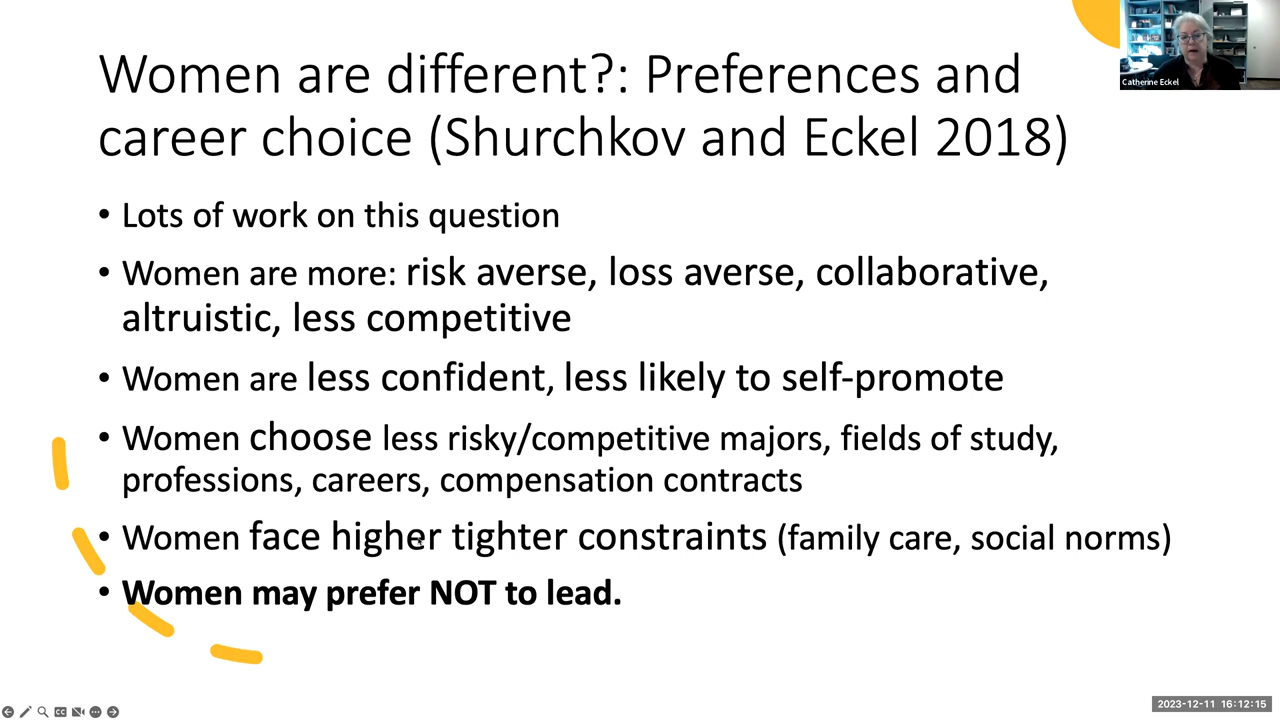 Women are different?: Preferences and
career choice (Shurchkov and Eckel 2018)
Catherine Eckel
• Lots of work on this question
• Women are more: risk averse, loss averse, collaborative,
altruistic, less competitive
• Women are less confident, less likely to self-promote
• Women choose less risky/competitive majors, fields of study,
professions, careers, compensation contracts
• Women face higher tighter constraints (family care, social norms)
• Women may prefer NOT to lead.
CC
2023-12-11 16:12:15